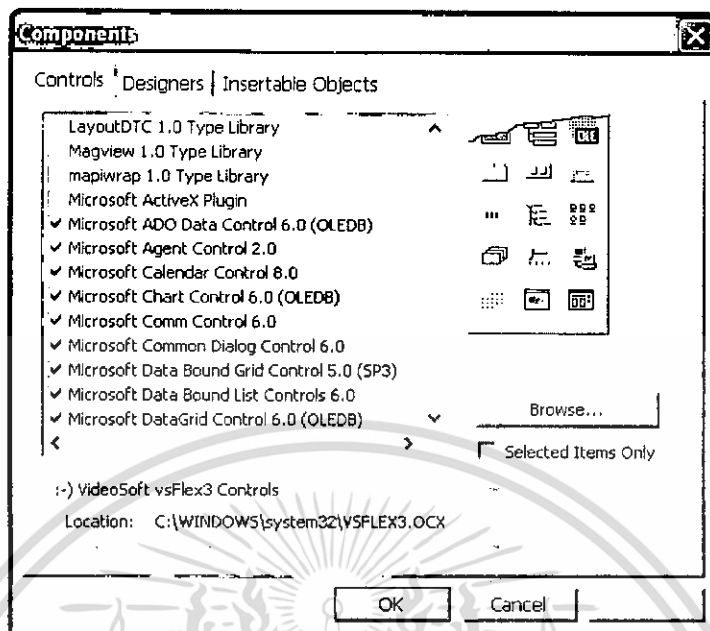 Components
Controls Designers Insertable Objects
LayoutDTC 1.0 Type Library
Magview 1.0 Type Library
mapiwrap 1.0 Type Library
Microsoft ActiveX Plugin
Microsoft ADO Data Control 6.0 (OLEDB)
Microsoft Agent Control 2.0
Microsoft Calendar Control 8.0
Microsoft Chart Control 6.0 (OLEDB)
Microsoft Comm Control 6.0
Microsoft Common Dialog Control 6.0
Microsoft Data Bound Grid Control 5.0 (SP3)
Microsoft Data Bound List Controls 6.0
Microsoft DataGrid Control 6.0 (OLEDB)
Browse...
Selected Items Only
:-) VideoSoft vsFlex3 Controls
Location: C:\WINDOWS\system32\VSFLEX3.OCX
OK Cancel